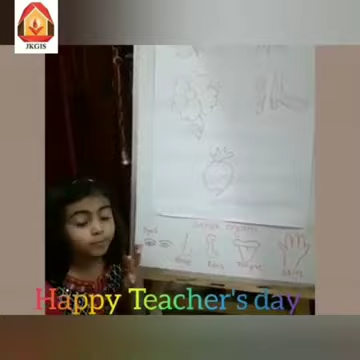 JKGIS
Sense organs
Eyes
Nose
Ears
Tongue
Skin
Happy Teacher's day